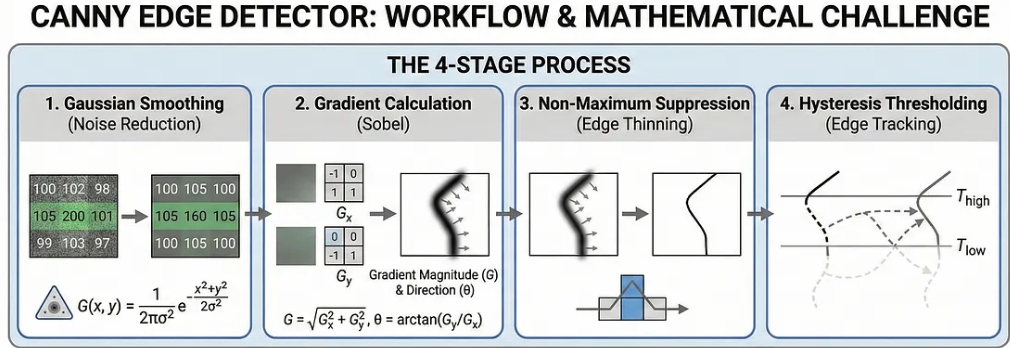 CANNY EDGE DETECTOR: WORKFLOW & MATHEMATICAL CHALLENGE
THE 4-STAGE PROCESS
1. Gaussian Smoothing
(Noise Reduction)
100 102 98
105 200 101
99 103 97
100 105 100
105 160 105
100 105 100
G(x, y) = 1/2πσ² e^-x²+y²/2σ²
2. Gradient Calculation
(Sobel)
-1 0
1 1
Gx
0 0
-1 1
Gy
Gradient Magnitude (G)
& Direction (θ)
G = √Gx² + Gy², θ = arctan(Gy/Gx)
3. Non-Maximum Suppression
(Edge Thinning)
4. Hysteresis Thresholding
(Edge Tracking)
Thigh
Tlow